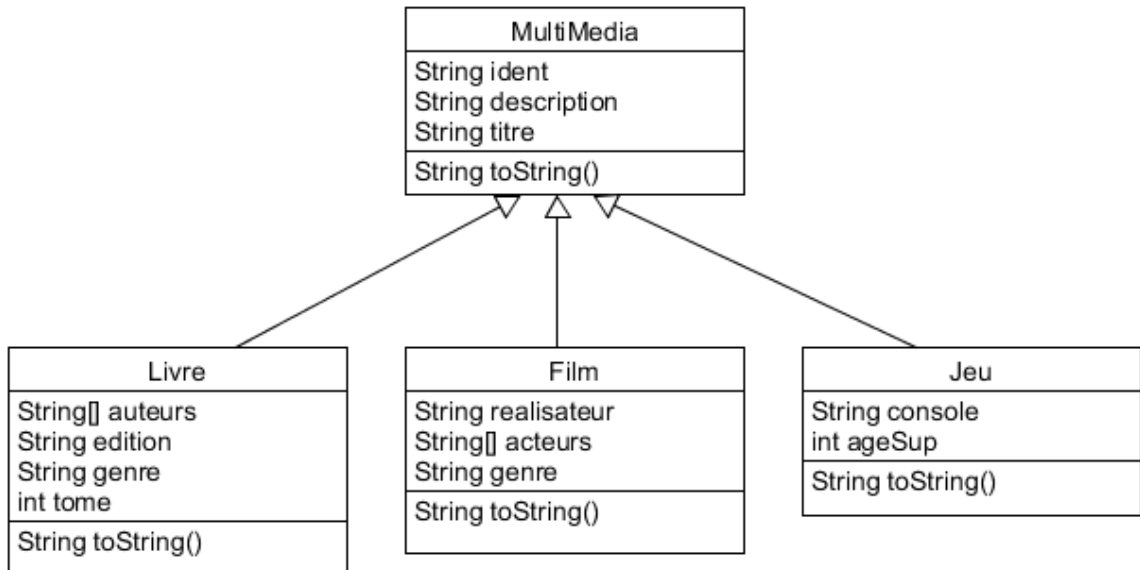 MultiMedia
String ident
String description
String titre
String toString()
Livre
String[] auteurs
String edition
String genre
int tome
String toString()
Film
String realisateur
String[] acteurs
String genre
String toString()
Jeu
String console
int ageSup
String toString()